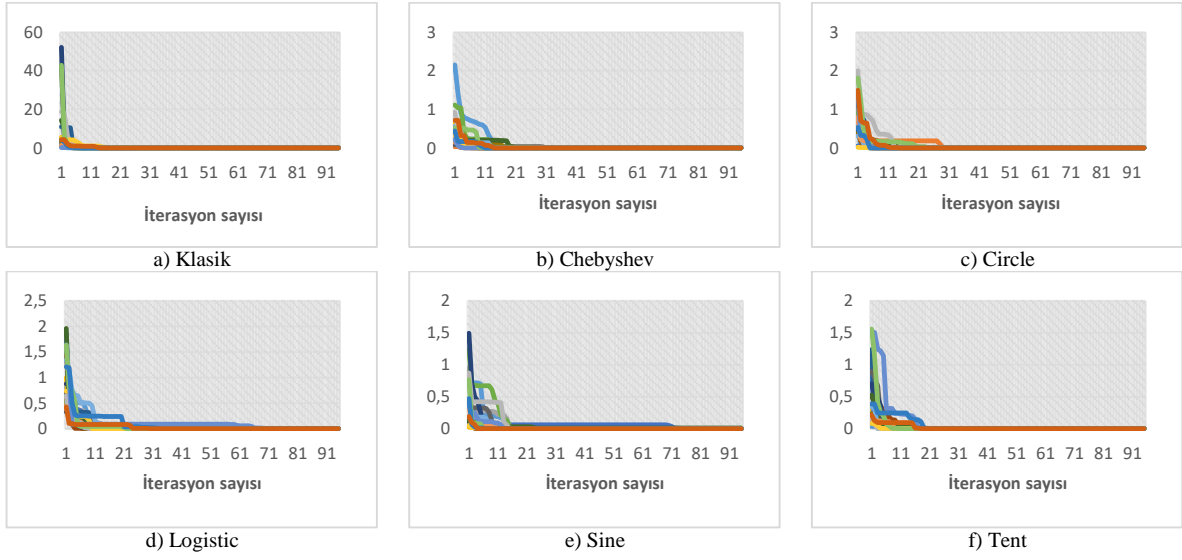 60
40
20
0
1 11 21 31 41 51 61 71 81 91
İterasyon sayısı
a) Klasik
3
2
1
0
1 11 21 31 41 51 61 71 81 91
İterasyon sayısı
b) Chebyshev
3
2
1
0
1 11 21 31 41 51 61 71 81 91
İterasyon sayısı
c) Circle
2,5
2
1,5
1
0,5
0
1 11 21 31 41 51 61 71 81 91
İterasyon sayısı
d) Logistic
2
1,5
1
0,5
0
1 11 21 31 41 51 61 71 81 91
İterasyon sayısı
e) Sine
2
1,5
1
0,5
0
1 11 21 31 41 51 61 71 81 91
İterasyon sayısı
f) Tent